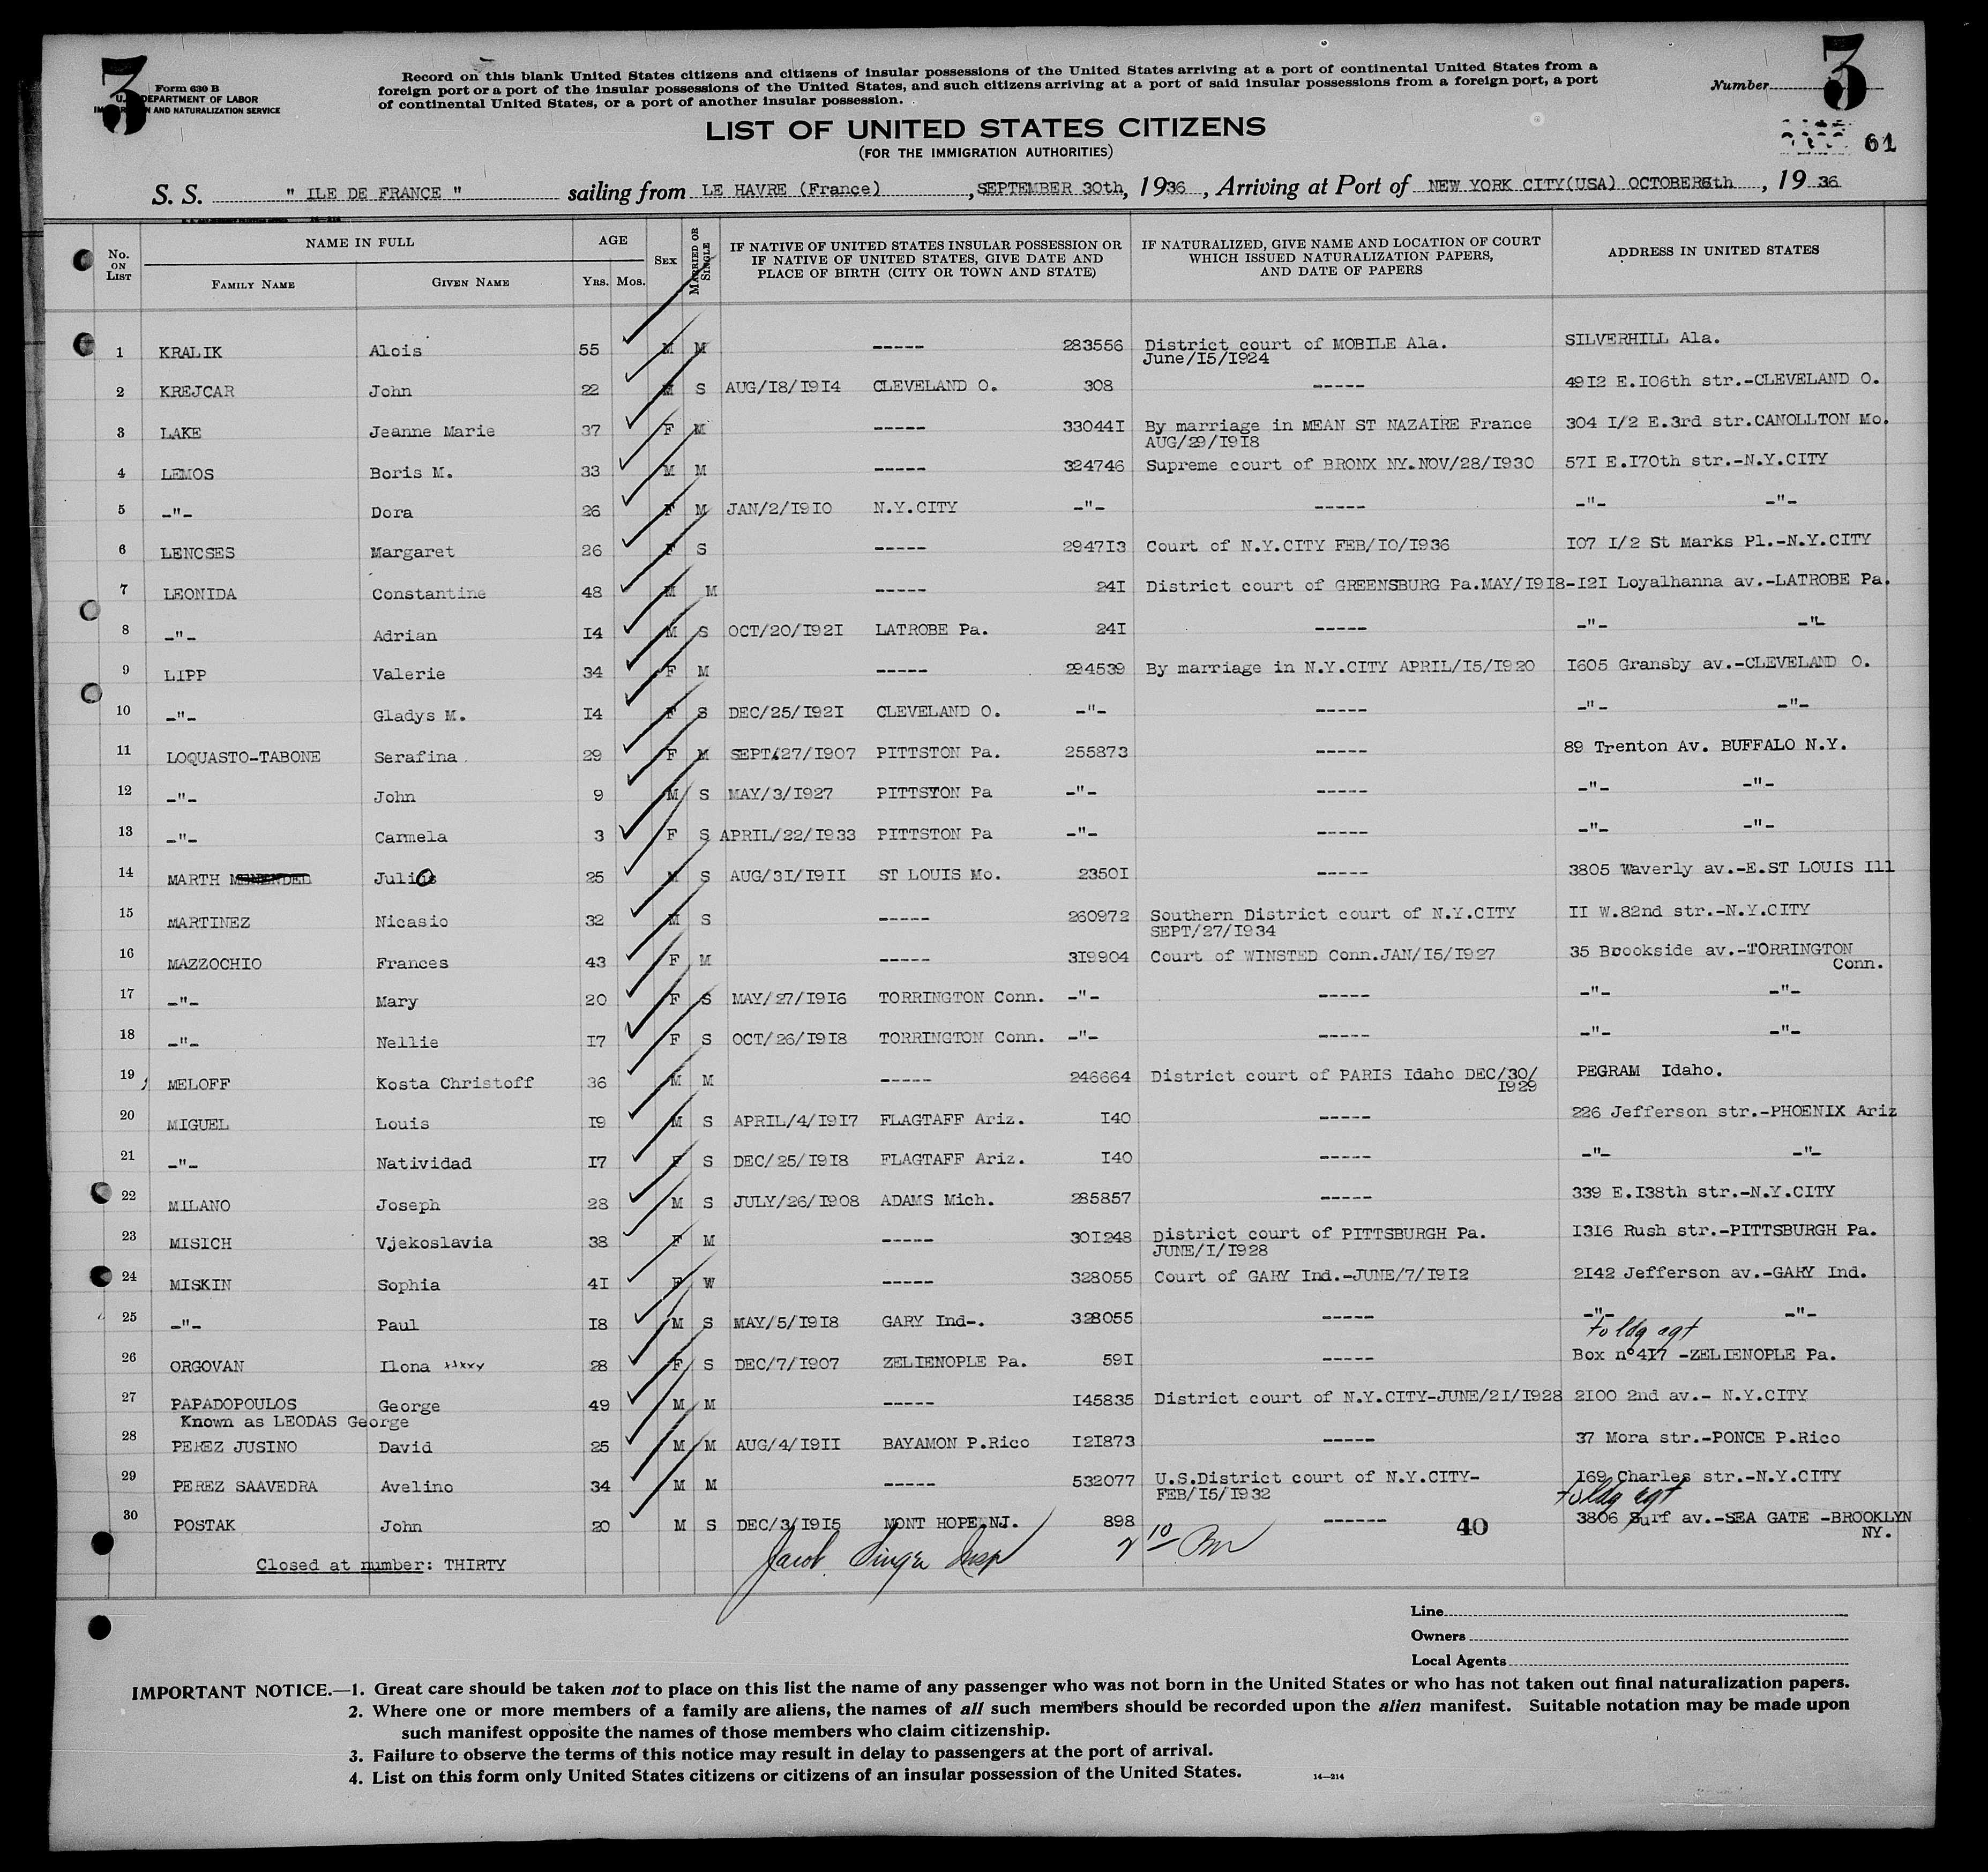 3
Form 630 B
U.S. DEPARTMENT OF LABOR
IMMIGRATION AND NATURALIZATION SERVICE
Record on this blank United States citizens and citizens of insular possessions of the United States arriving at a port of continental United States from a
foreign port or a port of the insular possessions of the United States, and such citizens arriving at a port of said insular possessions from a foreign port, a port
of continental United States, or a port of another insular possession.
Number 3
LIST OF UNITED STATES CITIZENS
(FOR THE IMMIGRATION AUTHORITIES)
61
S. S. " ILE DE FRANCE " sailing from LE HAVRE (France), SEPTEMBER 30th, 1936, Arriving at Port of NEW YORK CITY(USA) OCTOBER 6th, 19 36
No. ON LIST NAME IN FULL AGE SEX MARRIED OR SINGLE IF NATIVE OF UNITED STATES INSULAR POSSESSION OR IF NATIVE OF UNITED STATES, GIVE DATE AND PLACE OF BIRTH (CITY OR TOWN AND STATE) IF NATURALIZED, GIVE NAME AND LOCATION OF COURT WHICH ISSUED NATURALIZATION PAPERS, AND DATE OF PAPERS ADDRESS IN UNITED STATES
FAMILY NAME GIVEN NAME YRS. MOS.
1 KRALIK Alois 55 M M ----- 283556 District court of MOBILE Ala. SILVERHILL Ala.
June/I5/I924
2 KREJCAR John 22 M S AUG/I8/I9I4 CLEVELAND O. 308 ----- 49I2 E.I06th str.-CLEVELAND O.
3 LAKE Jeanne Marie 37 F M ----- 33044I By marriage in MEAN ST NAZAIRE France 304 I/2 E.3rd str.CANOLLTON Mo.
AUG/29/I9I8
4 LEMOS Boris M. 33 M M ----- 324746 Supreme court of BRONX NY.NOV/28/I930 57I E.I70th str.-N.Y.CITY
5 -"- Dora 26 F M JAN/2/I9I0 N.Y.CITY -"- ----- -"- -"-
6 LENCSES Margaret 26 F S ----- 2947I3 Court of N.Y.CITY FEB/I0/I936 I07 I/2 St Marks Pl.-N.Y.CITY
7 LEONIDA Constantine 48 M M ----- 24I District court of GREENSBURG Pa.MAY/I9I8-I2I Loyalhanna av.-LATROBE Pa.
8 -"- Adrian I4 M S OCT/20/I92I LATROBE Pa. 24I ----- -"- -"-
9 LIPP Valerie 34 F M ----- 294539 By marriage in N.Y.CITY APRIL/I5/I920 I605 Gransby av.-CLEVELAND O.
10 -"- Gladys M. I4 F S DEC/25/I92I CLEVELAND O. -"- ----- -"- -"-
11 LOQUASTO-TABONE Serafina 29 F M SEPT/27/I907 PITTSTON Pa. 255873 ----- 89 Trenton Av. BUFFALO N.Y.
12 -"- John 9 M S MAY/3/I927 PITTSTON Pa -"- ----- -"- -"-
13 -"- Carmela 3 F S APRIL/22/I933 PITTSTON Pa -"- ----- -"- -"-
14 MARTH Julio 25 M S AUG/3I/I9II ST LOUIS Mo. 2350I ----- 3805 Waverly av.-E.ST LOUIS Ill
15 MARTINEZ Nicasio 32 M S ----- 260972 Southern District court of N.Y.CITY II W.82nd str.-N.Y.CITY
SEPT/27/I934
16 MAZZOCHIO Frances 43 F M ----- 3I9904 Court of WINSTED Conn.JAN/I5/I927 35 Brookside av.-TORRINGTON
Conn.
17 -"- Mary 20 F S MAY/27/I9I6 TORRINGTON Conn. -"- ----- -"- -"-
18 -"- Nellie I7 F S OCT/26/I9I8 TORRINGTON Conn. -"- ----- -"- -"-
19 MELOFF Kosta Christoff 36 M M ----- 246664 District court of PARIS Idaho DEC/30/ PEGRAM Idaho.
I929
20 MIGUEL Louis I9 M S APRIL/4/I9I7 FLAGTAFF Ariz. I40 ----- 226 Jefferson str.-PHOENIX Ariz
21 -"- Natividad I7 F S DEC/25/I9I8 FLAGTAFF Ariz. I40 ----- -"- -"-
22 MILANO Joseph 28 M S JULY/26/I908 ADAMS Mich. 285857 ----- 339 E.I38th str.-N.Y.CITY
23 MISICH Vjekoslavia 38 F M ----- 30I248 District court of PITTSBURGH Pa. I3I6 Rush str.-PITTSBURGH Pa.
JUNE/I/I928
24 MISKIN Sophia 4I F W ----- 328055 Court of GARY Ind.-JUNE/7/I9I2 2I42 Jefferson av.-GARY Ind.
25 -"- Paul I8 M S MAY/5/I9I8 GARY Ind-. 328055 ----- -"- -"-
to ldg agt
26 ORGOVAN Ilona 28 F S DEC/7/I907 ZELIENOPLE Pa. 59I ----- Box n°4I7 -ZELIENOPLE Pa.
27 PAPADOPOULOS George 49 M M ----- I45835 District court of N.Y.CITY-JUNE/2I/I928 2I00 2nd av.- N.Y.CITY
Known as LEODAS George
28 PEREZ JUSINO David 25 M M AUG/4/I9II BAYAMON P.Rico I2I873 ----- 37 Mora str.-PONCE P.Rico
29 PEREZ SAAVEDRA Avelino 34 M M ----- 532077 U.S.District court of N.Y.CITY- I69 Charles str.-N.Y.CITY
FEB/I5/I932
to ldg agt
30 POSTAK John 20 M S DEC/3/I9I5 MONT HOPE.NJ. 898 ------ 40 3806 Surf av.-SEA GATE -BROOKLYN
NY.
Closed at number: THIRTY Jacob Singer Insp
Line
Owners
Local Agents
IMPORTANT NOTICE.—1. Great care should be taken not to place on this list the name of any passenger who was not born in the United States or who has not taken out final naturalization papers.
2. Where one or more members of a family are aliens, the names of all such members should be recorded upon the alien manifest. Suitable notation may be made upon
such manifest opposite the names of those members who claim citizenship.
3. Failure to observe the terms of this notice may result in delay to passengers at the port of arrival.
4. List on this form only United States citizens or citizens of an insular possession of the United States.
14—214